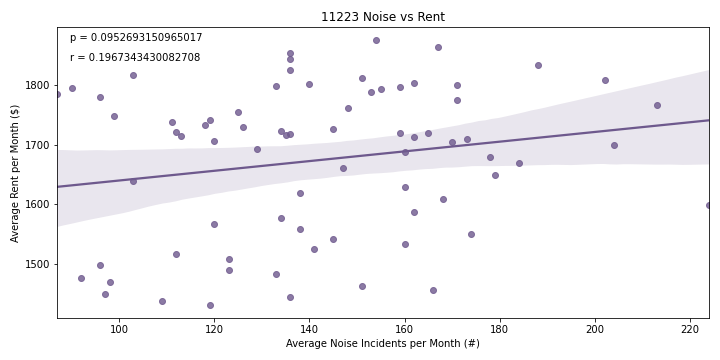 11223 Noise vs Rent
p = 0.0952693150965017
r = 0.1967343430082708
1800
1700
1600
1500
Average Rent per Month ($)
100 120 140 160 180 200 220
Average Noise Incidents per Month (#)